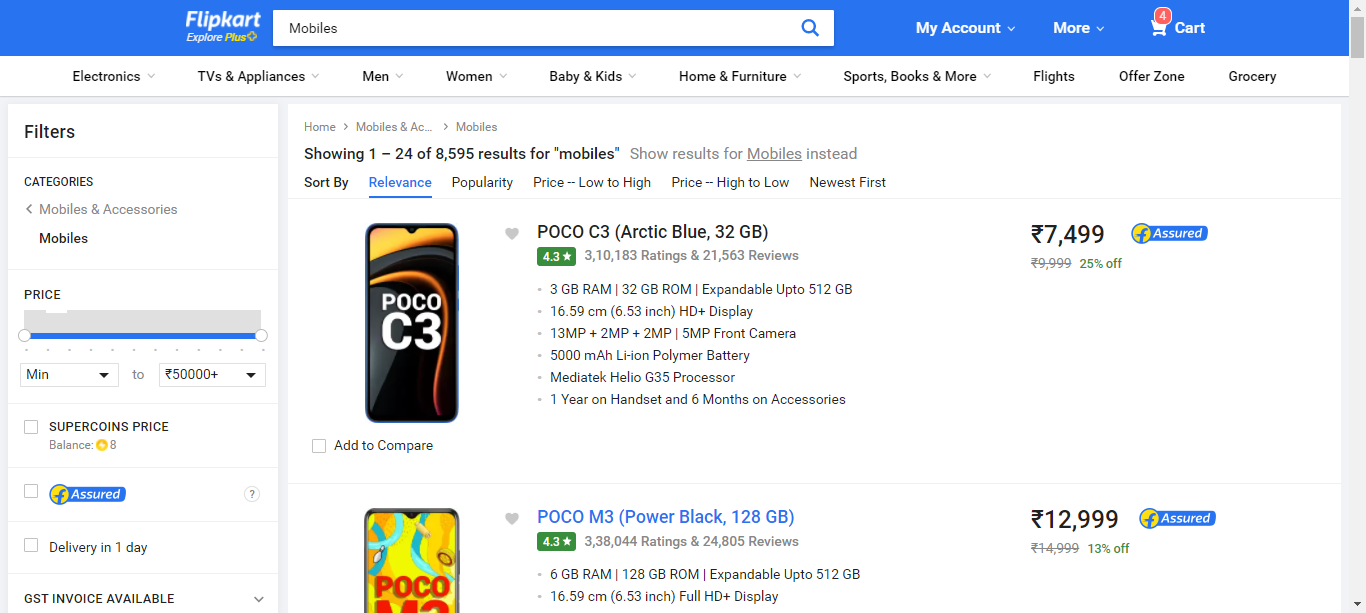 Flipkart
Explore Plus
Mobiles
My Account
More
4
Cart
Electronics
TVs & Appliances
Men
Women
Baby & Kids
Home & Furniture
Sports, Books & More
Flights
Offer Zone
Grocery
Filters
CATEGORIES
Mobiles & Accessories
Mobiles
PRICE
Min
to
₹50000+
SUPERCOINS PRICE
Balance: 8
f Assured
?
Delivery in 1 day
GST INVOICE AVAILABLE
Home > Mobiles & Ac... > Mobiles
Showing 1 – 24 of 8,595 results for "mobiles" Show results for Mobiles instead
Sort By Relevance Popularity Price -- Low to High Price -- High to Low Newest First
POCO
C3
Add to Compare
POCO C3 (Arctic Blue, 32 GB)
4.3★ 3,10,183 Ratings & 21,563 Reviews
3 GB RAM | 32 GB ROM | Expandable Upto 512 GB
16.59 cm (6.53 inch) HD+ Display
13MP + 2MP + 2MP | 5MP Front Camera
5000 mAh Li-ion Polymer Battery
Mediatek Helio G35 Processor
1 Year on Handset and 6 Months on Accessories
₹7,499
f Assured
₹9,999 25% off
POCO
M3
POCO M3 (Power Black, 128 GB)
4.3★ 3,38,044 Ratings & 24,805 Reviews
6 GB RAM | 128 GB ROM | Expandable Upto 512 GB
16.59 cm (6.53 inch) Full HD+ Display
₹12,999
f Assured
₹14,999 13% off